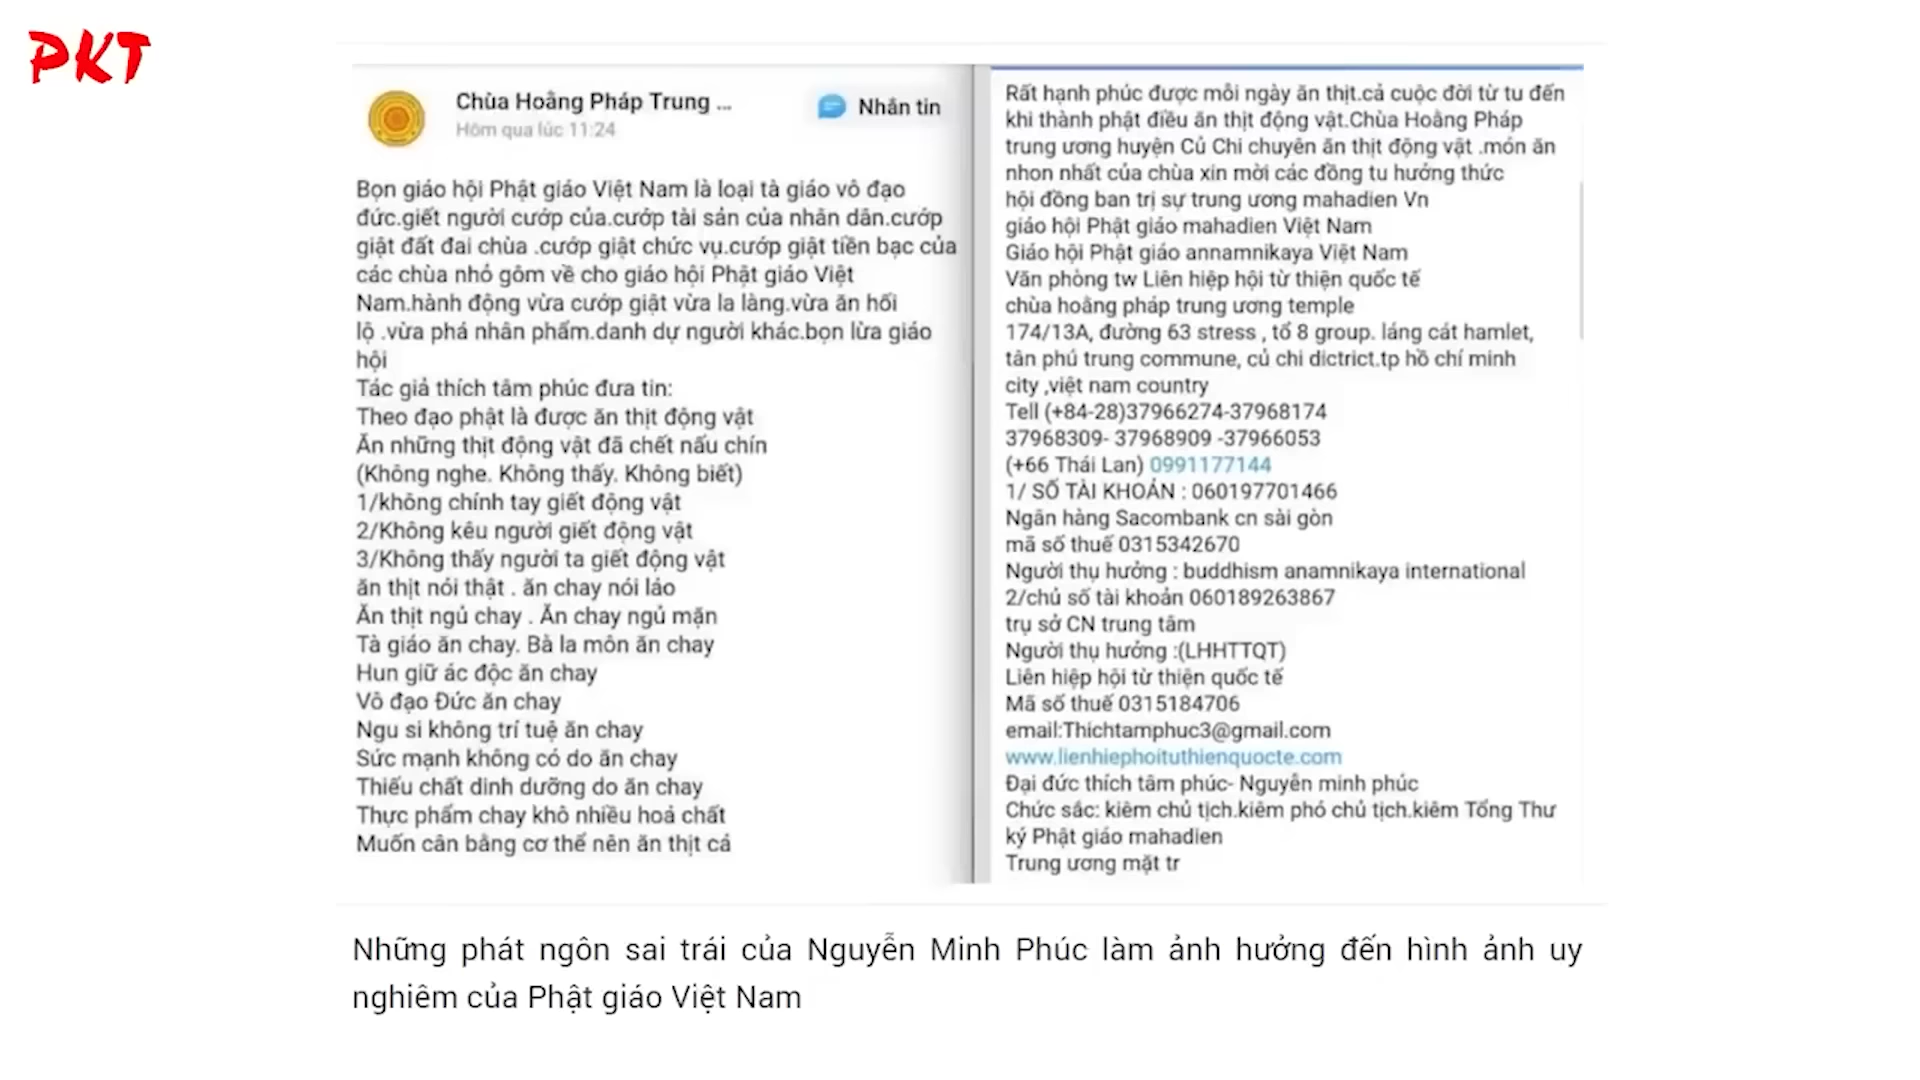 PKT
Chùa Hoằng Pháp Trung ...
Nhắn tin
Hôm qua lúc 11:24
Bọn giáo hội Phật giáo Việt Nam là loại tà giáo vô đạo
đức.giết người cướp của.cướp tài sản của nhân dân.cướp
giật đất đai chùa .cướp giật chức vụ.cướp giật tiền bạc của
các chùa nhỏ gôm về cho giáo hội Phật giáo Việt
Nam.hành động vừa cướp giật vừa la làng.vừa ăn hối
lộ .vừa phá nhân phẩm.danh dự người khác.bọn lừa giáo
hội
Tác giả thích tâm phúc đưa tin:
Theo đạo phật là được ăn thịt động vật
Ăn những thịt động vật đã chết nấu chín
(Không nghe. Không thấy. Không biết)
1/không chính tay giết động vật
2/Không kêu người giết động vật
3/Không thấy người ta giết động vật
ăn thịt nói thật . ăn chay nói láo
Ăn thịt ngủ chay . Ăn chay ngủ mặn
Tà giáo ăn chay. Bà la môn ăn chay
Hun giữ ác độc ăn chay
Vô đạo Đức ăn chay
Ngu si không trí tuệ ăn chay
Sức mạnh không có do ăn chay
Thiếu chất dinh dưỡng do ăn chay
Thực phẩm chay khô nhiều hoá chất
Muốn cân bằng cơ thể nên ăn thịt cá
Rất hạnh phúc được mỗi ngày ăn thịt.cả cuộc đời từ tu đến
khi thành phật điều ăn thịt động vật.Chùa Hoằng Pháp
trung ương huyện Củ Chi chuyên ăn thịt động vật .món ăn
nhon nhất của chùa xin mời các đồng tu hưởng thức
hội đồng ban trị sự trung ương mahadien Vn
giáo hội Phật giáo mahadien Việt Nam
Giáo hội Phật giáo annamnikaya Việt Nam
Văn phòng tw Liên hiệp hội từ thiện quốc tế
chùa hoằng pháp trung ương temple
174/13A, đường 63 stress , tổ 8 group. láng cát hamlet,
tân phú trung commune, củ chi dictrict.tp hồ chí minh
city ,việt nam country
Tell (+84-28)37966274-37968174
37968309- 37968909 -37966053
(+66 Thái Lan) 0991177144
1/ SỐ TÀI KHOẢN : 060197701466
Ngân hàng Sacombank cn sài gòn
mã số thuế 0315342670
Người thụ hưởng : buddhism anamnikaya international
2/chủ số tài khoản 060189263867
trụ sở CN trung tâm
Người thụ hưởng :(LHHTTQT)
Liên hiệp hội từ thiện quốc tế
Mã số thuế 0315184706
email:Thichtamphuc3@gmail.com
www.lienhiephoituthienquocte.com
Đại đức thích tâm phúc- Nguyễn minh phúc
Chức sắc: kiêm chủ tịch.kiêm phó chủ tịch.kiêm Tổng Thư
ký Phật giáo mahadien
Trung ương mặt tr
Những phát ngôn sai trái của Nguyễn Minh Phúc làm ảnh hưởng đến hình ảnh uy
nghiêm của Phật giáo Việt Nam